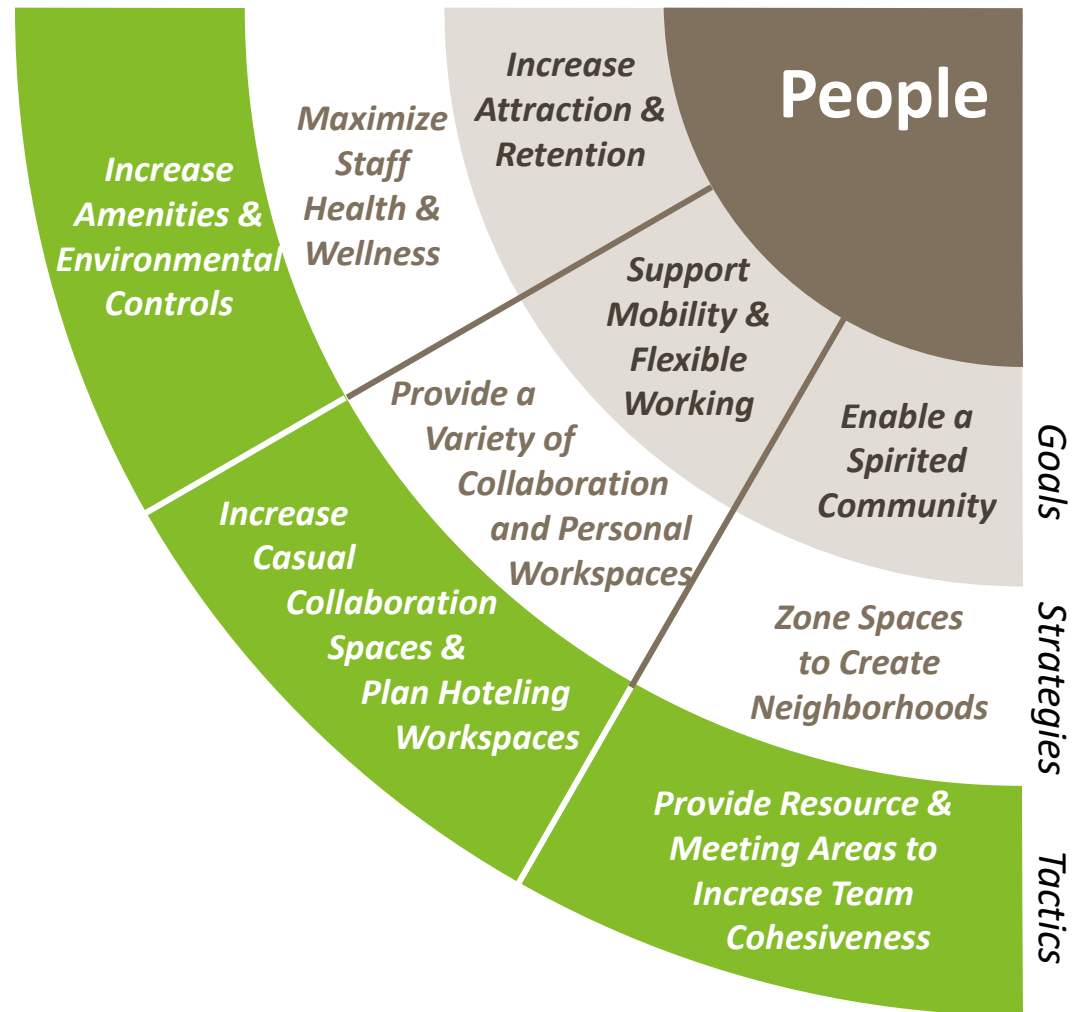 People
Increase
Attraction &
Retention
Support
Mobility &
Flexible
Working
Enable a
Spirited
Community
Goals
Maximize
Staff
Health &
Wellness
Provide a
Variety of
Collaboration
and Personal
Workspaces
Zone Spaces
to Create
Neighborhoods
Strategies
Increase
Amenities &
Environmental
Controls
Increase
Casual
Collaboration
Spaces &
Plan Hoteling
Workspaces
Provide Resource &
Meeting Areas to
Increase Team
Cohesiveness
Tactics